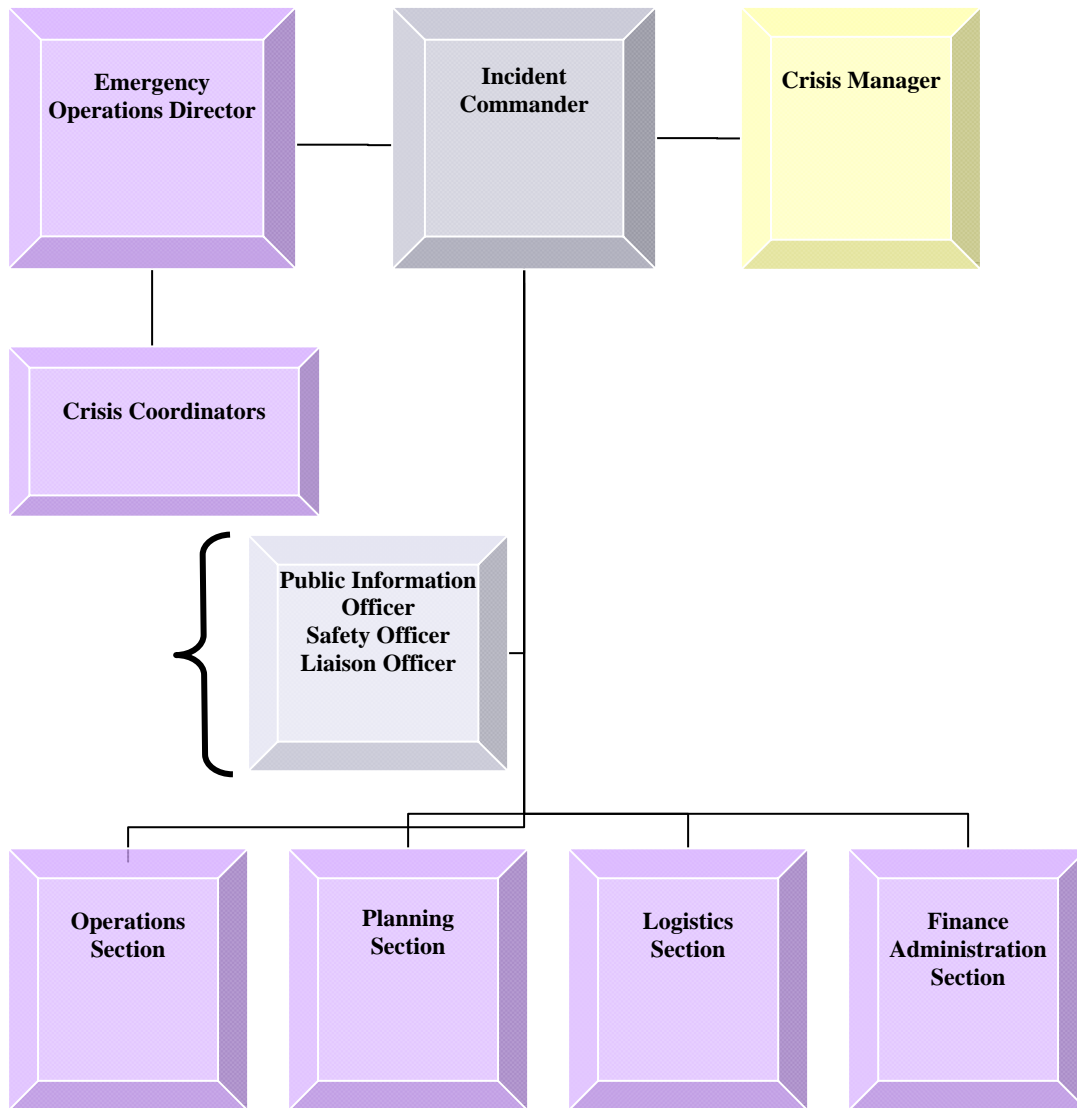 Emergency
Operations Director
Incident
Commander
Crisis Manager
Crisis Coordinators
Public Information
Officer
Safety Officer
Liaison Officer
Operations
Section
Planning
Section
Logistics
Section
Finance
Administration
Section